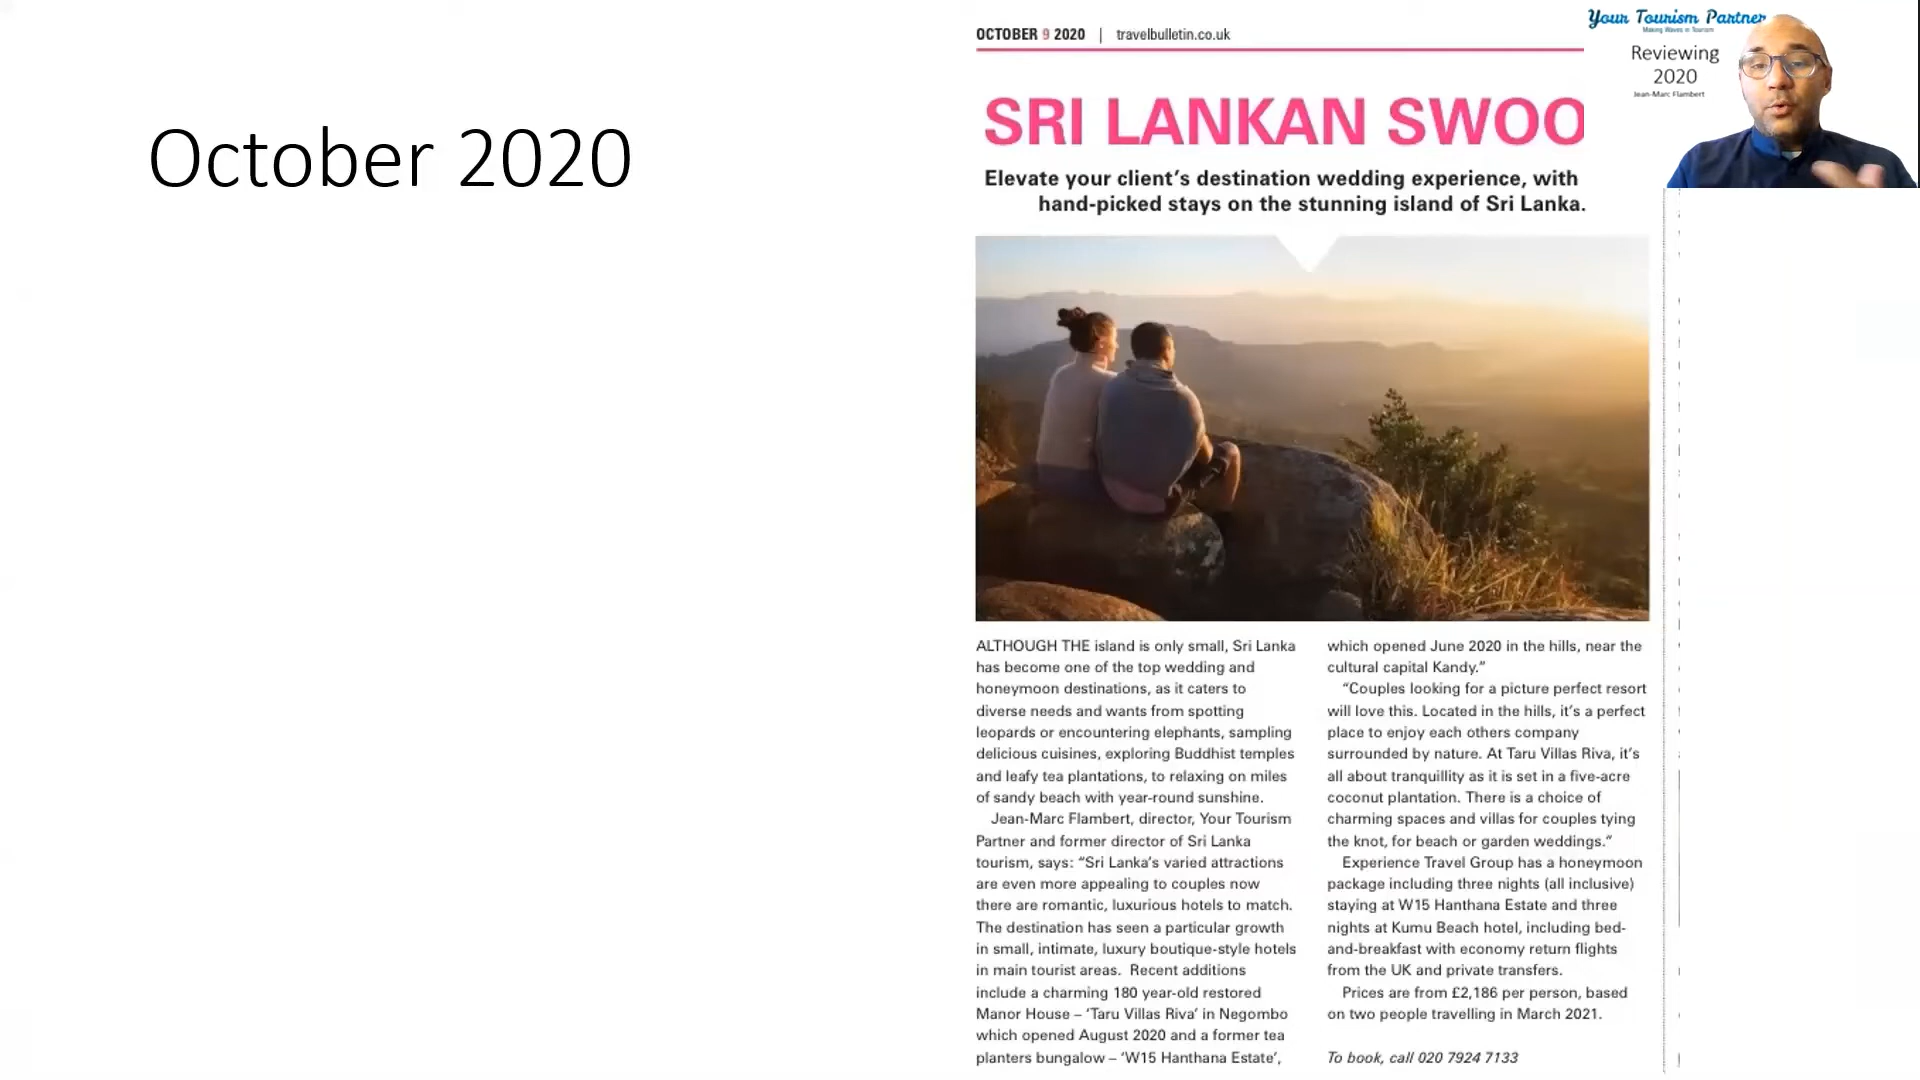 October 2020
OCTOBER 9 2020 | travelbulletin.co.uk
SRI LANKAN SWOO
Elevate your client's destination wedding experience, with
hand-picked stays on the stunning island of Sri Lanka.
Your Tourism Partner
Making Waves in Tourism
Reviewing
2020
Jean-Marc Flambert
ALTHOUGH THE island is only small, Sri Lanka
has become one of the top wedding and
honeymoon destinations, as it caters to
diverse needs and wants from spotting
leopards or encountering elephants, sampling
delicious cuisines, exploring Buddhist temples
and leafy tea plantations, to relaxing on miles
of sandy beach with year-round sunshine.
Jean-Marc Flambert, director, Your Tourism
Partner and former director of Sri Lanka
tourism, says: “Sri Lanka's varied attractions
are even more appealing to couples now
there are romantic, luxurious hotels to match.
The destination has seen a particular growth
in small, intimate, luxury boutique-style hotels
in main tourist areas. Recent additions
include a charming 180 year-old restored
Manor House – ‘Taru Villas Riva’ in Negombo
which opened August 2020 and a former tea
planters bungalow – ‘W15 Hanthana Estate’,
which opened June 2020 in the hills, near the
cultural capital Kandy.”
“Couples looking for a picture perfect resort
will love this. Located in the hills, it's a perfect
place to enjoy each others company
surrounded by nature. At Taru Villas Riva, it's
all about tranquillity as it is set in a five-acre
coconut plantation. There is a choice of
charming spaces and villas for couples tying
the knot, for beach or garden weddings.”
Experience Travel Group has a honeymoon
package including three nights (all inclusive)
staying at W15 Hanthana Estate and three
nights at Kumu Beach hotel, including bed-
and-breakfast with economy return flights
from the UK and private transfers.
Prices are from £2,186 per person, based
on two people travelling in March 2021.
To book, call 020 7924 7133